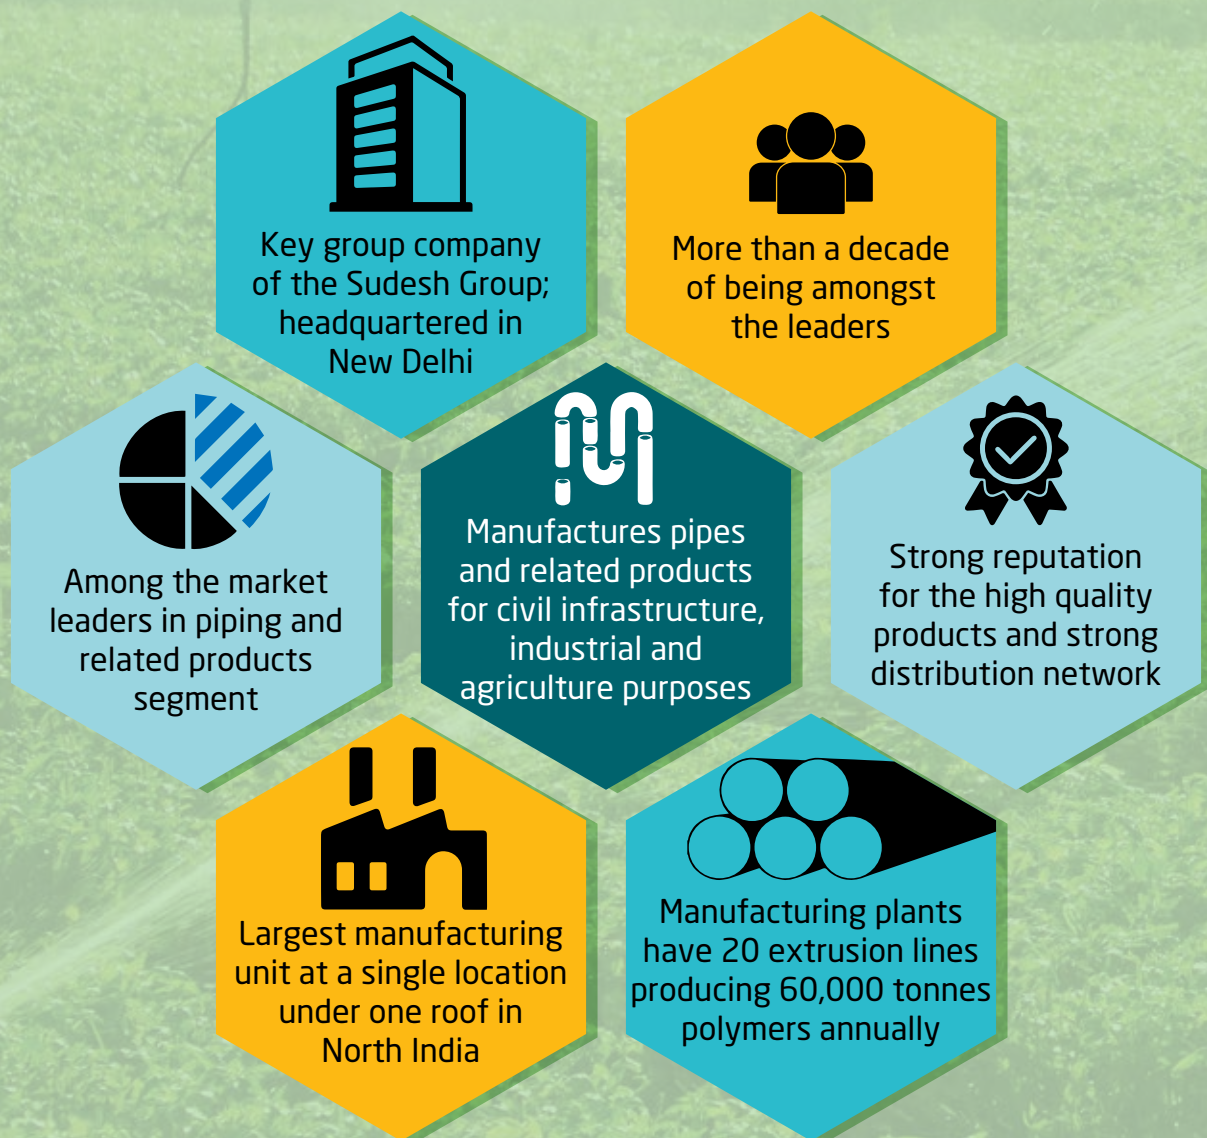 Key group company
of the Sudesh Group;
headquartered in
New Delhi
More than a decade
of being amongst
the leaders
Among the market
leaders in piping and
related products
segment
Manufactures pipes
and related products
for civil infrastructure,
industrial and
agriculture purposes
Strong reputation
for the high quality
products and strong
distribution network
Largest manufacturing
unit at a single location
under one roof in
North India
Manufacturing plants
have 20 extrusion lines
producing 60,000 tonnes
polymers annually